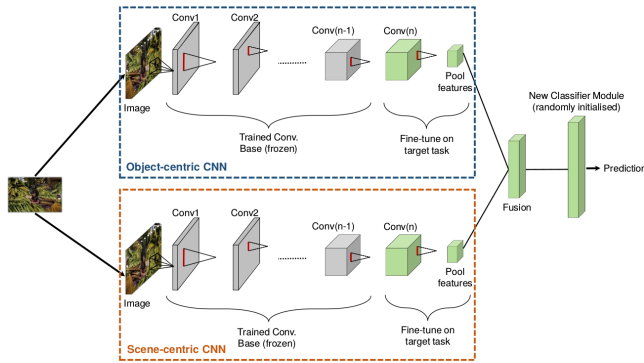 Conv1
Conv2
Conv(n-1)
Conv(n)
Image
Pool
features
Trained Conv.
Base (frozen)
Fine-tune on
target task
Object-centric CNN
New Classifier Module
(randomly initialised)
Prediction
Fusion
Conv1
Conv2
Conv(n-1)
Conv(n)
Image
Pool
features
Trained Conv.
Base (frozen)
Fine-tune on
target task
Scene-centric CNN